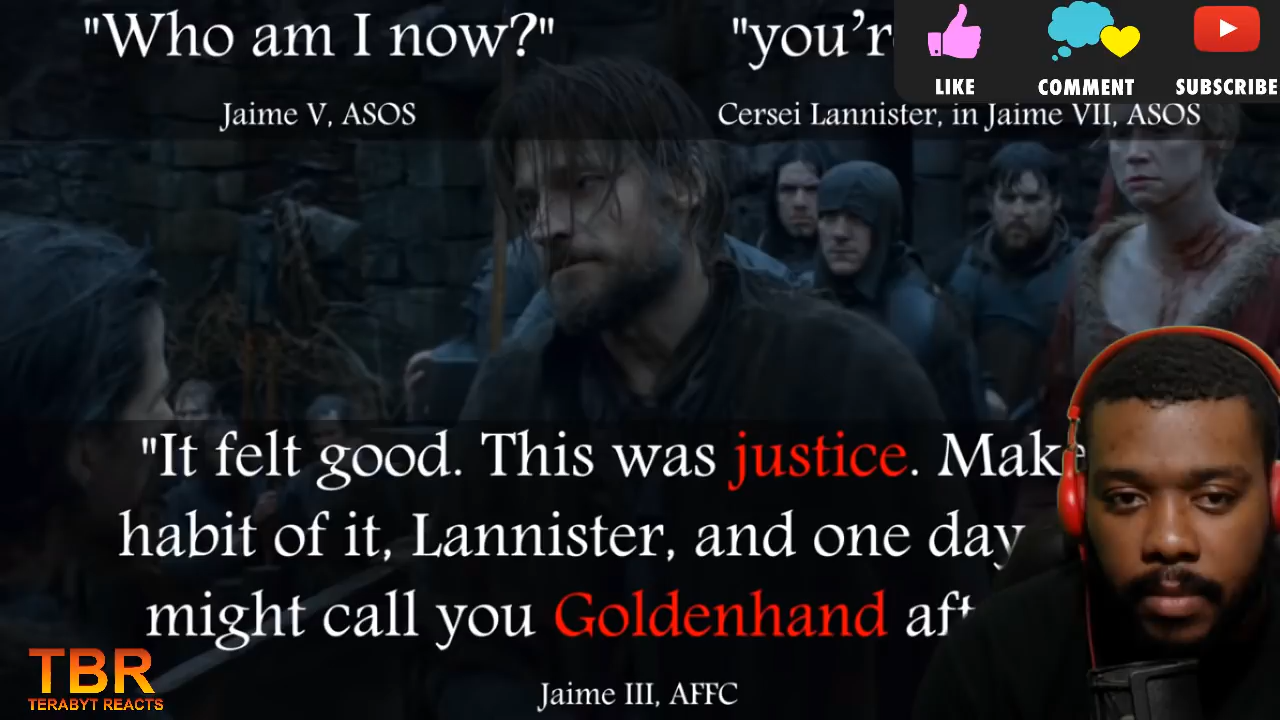 "Who am I now?"
"you're
LIKE
COMMENT
SUBSCRIBE
Jaime V, ASOS
Cersei Lannister, in Jaime VII, ASOS
"It felt good. This was justice. Make
habit of it, Lannister, and one day
might call you Goldenhand
Jaime III, AFFC
TBR
TERABYT REACTS